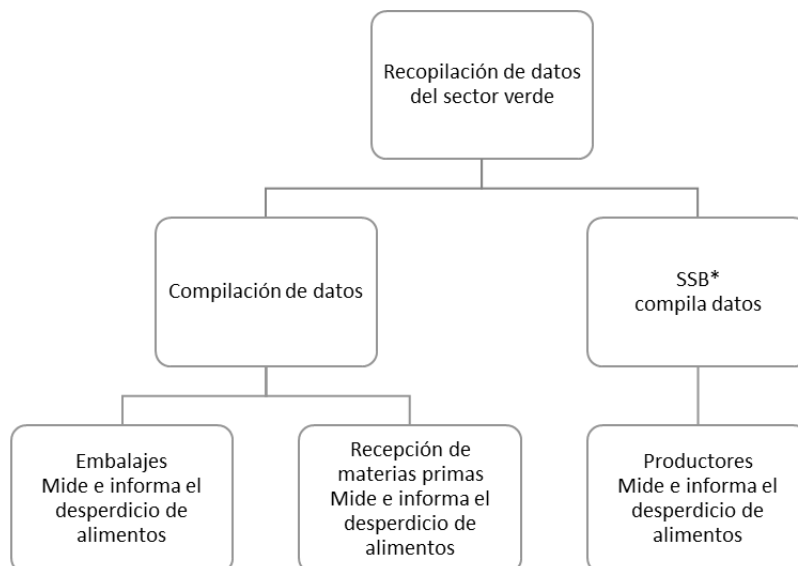 Recopilación de datos
del sector verde
Compilación de datos
SSB*
compila datos
Embalajes
Mide e informa el
desperdicio de
alimentos
Recepción de
materias primas
Mide e informa el
desperdicio de
alimentos
Productores
Mide e informa el
desperdicio de
alimentos